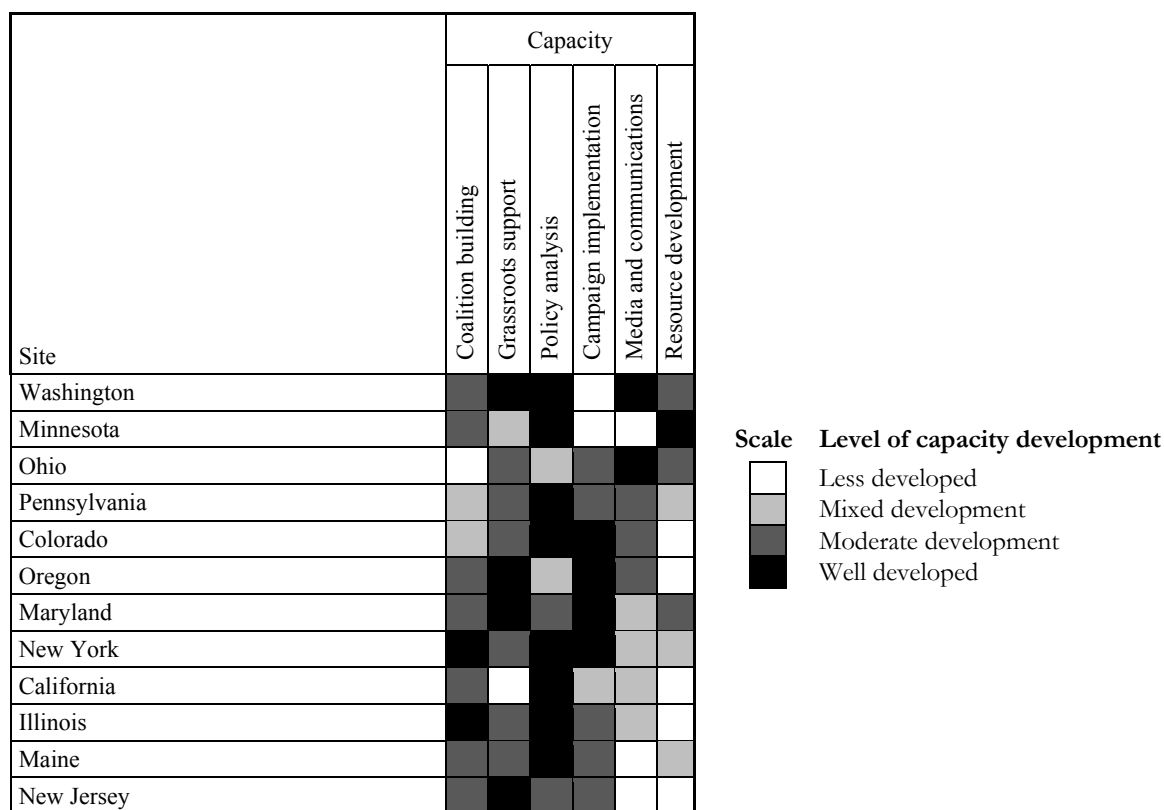 Capacity
Site
Coalition building
Grassroots support
Policy analysis
Campaign implementation
Media and communications
Resource development
Washington
Minnesota
Ohio
Pennsylvania
Colorado
Oregon
Maryland
New York
California
Illinois
Maine
New Jersey
Scale Level of capacity development
Less developed
Mixed development
Moderate development
Well developed